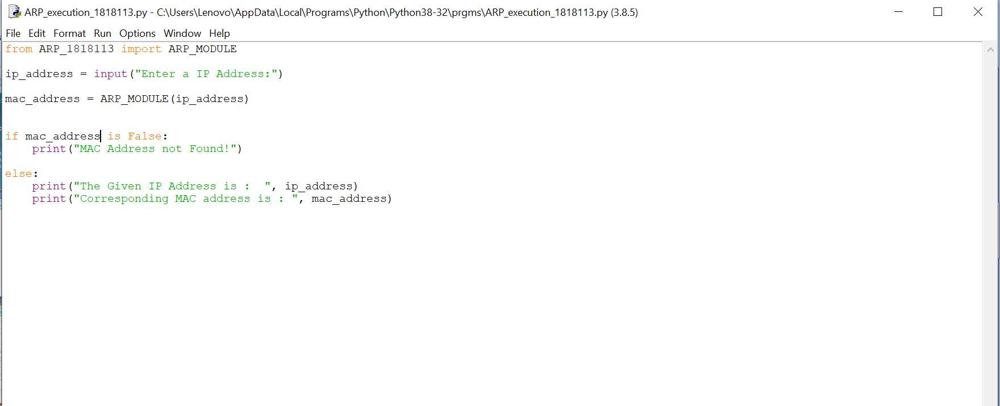 ARP_execution_1818113.py - C:\Users\Lenovo\AppData\Local\Programs\Python\Python38-32\prgms\ARP_execution_1818113.py (3.8.5)
File Edit Format Run Options Window Help
from ARP_1818113 import ARP_MODULE
ip_address = input("Enter a IP Address:")
mac_address = ARP_MODULE(ip_address)
if mac_address is False:
    print("MAC Address not Found!")
else:
    print("The Given IP Address is :  ", ip_address)
    print("Corresponding MAC address is : ", mac_address)